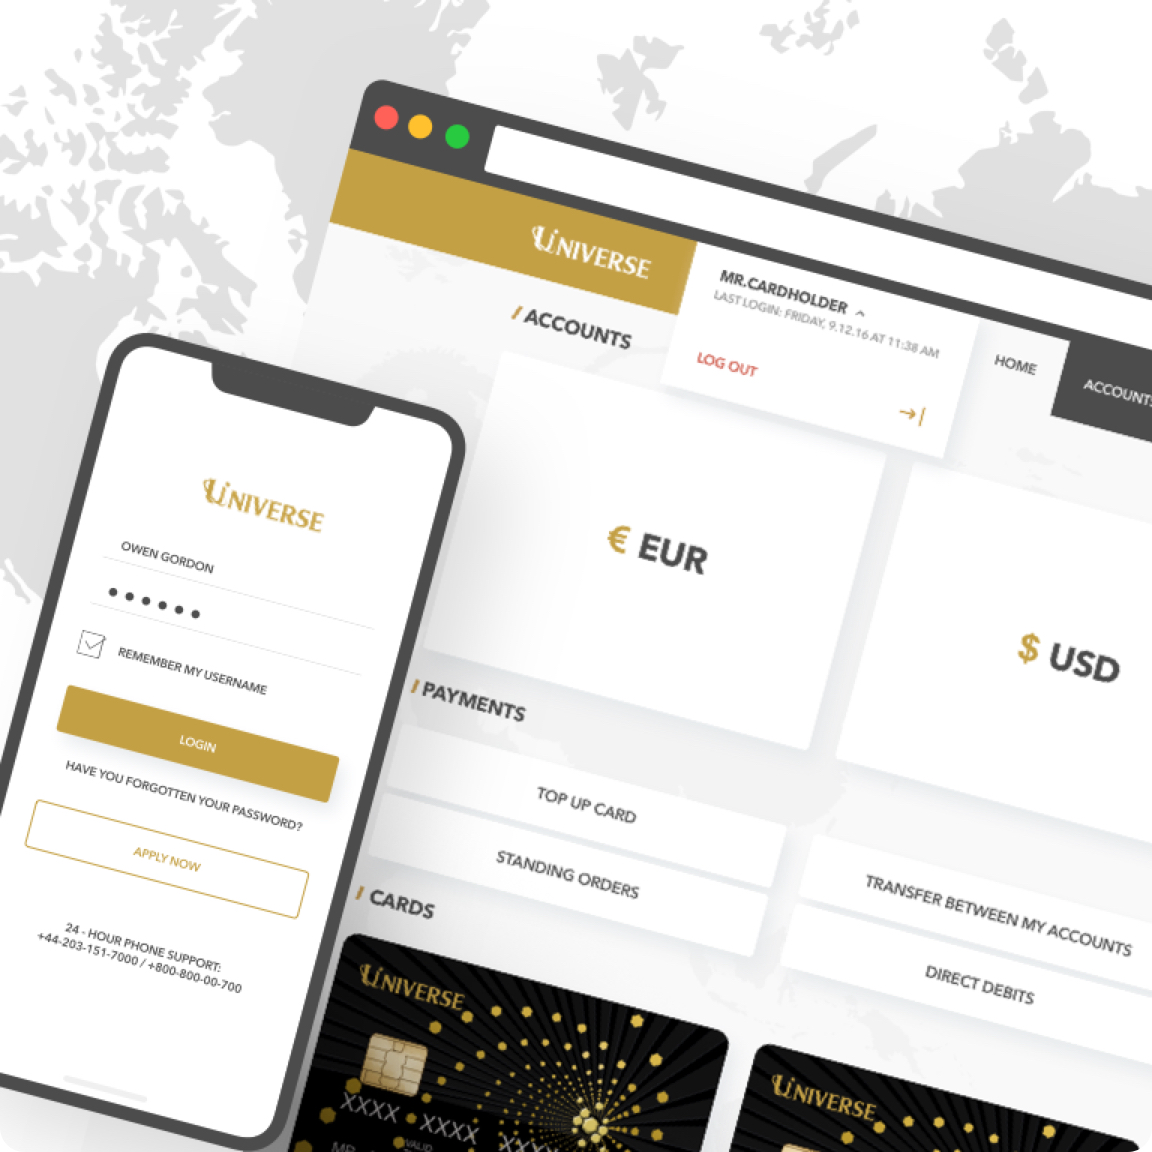 UNIVERSE
MR.CARDHOLDER
LAST LOGIN: FRIDAY, 9.12.16 AT 11:38 AM
LOG OUT
HOME
ACCOUNTS
ACCOUNTS
€ EUR
$ USD
PAYMENTS
TOP UP CARD
STANDING ORDERS
TRANSFER BETWEEN MY ACCOUNTS
DIRECT DEBITS
CARDS
UNIVERSE
XXXX XXXX XXXX
VALID
MR
UNIVERSE
UNIVERSE
OWEN GORDON
REMEMBER MY USERNAME
LOGIN
HAVE YOU FORGOTTEN YOUR PASSWORD?
APPLY NOW
24 - HOUR PHONE SUPPORT:
+44-203-151-7000 / +800-800-00-700